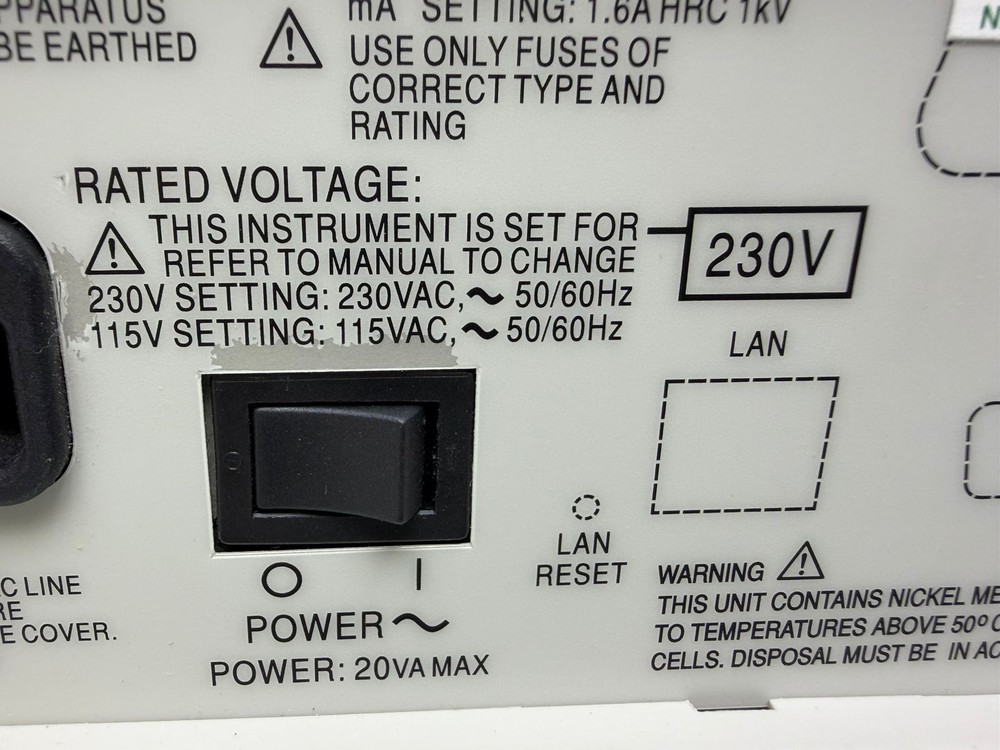 APPARATUS
BE EARTHED
mA SETTING: 1.6A HRC 1kV
USE ONLY FUSES OF
CORRECT TYPE AND
RATING
RATED VOLTAGE:
THIS INSTRUMENT IS SET FOR
230V
REFER TO MANUAL TO CHANGE
230V SETTING: 230VAC,~ 50/60Hz
115V SETTING: 115VAC,~ 50/60Hz
LAN
LAN
RESET
O I
POWER ~
POWER: 20VA MAX
LINE
E COVER.
WARNING
THIS UNIT CONTAINS NICKEL ME
TO TEMPERATURES ABOVE 50º C
CELLS. DISPOSAL MUST BE IN AC